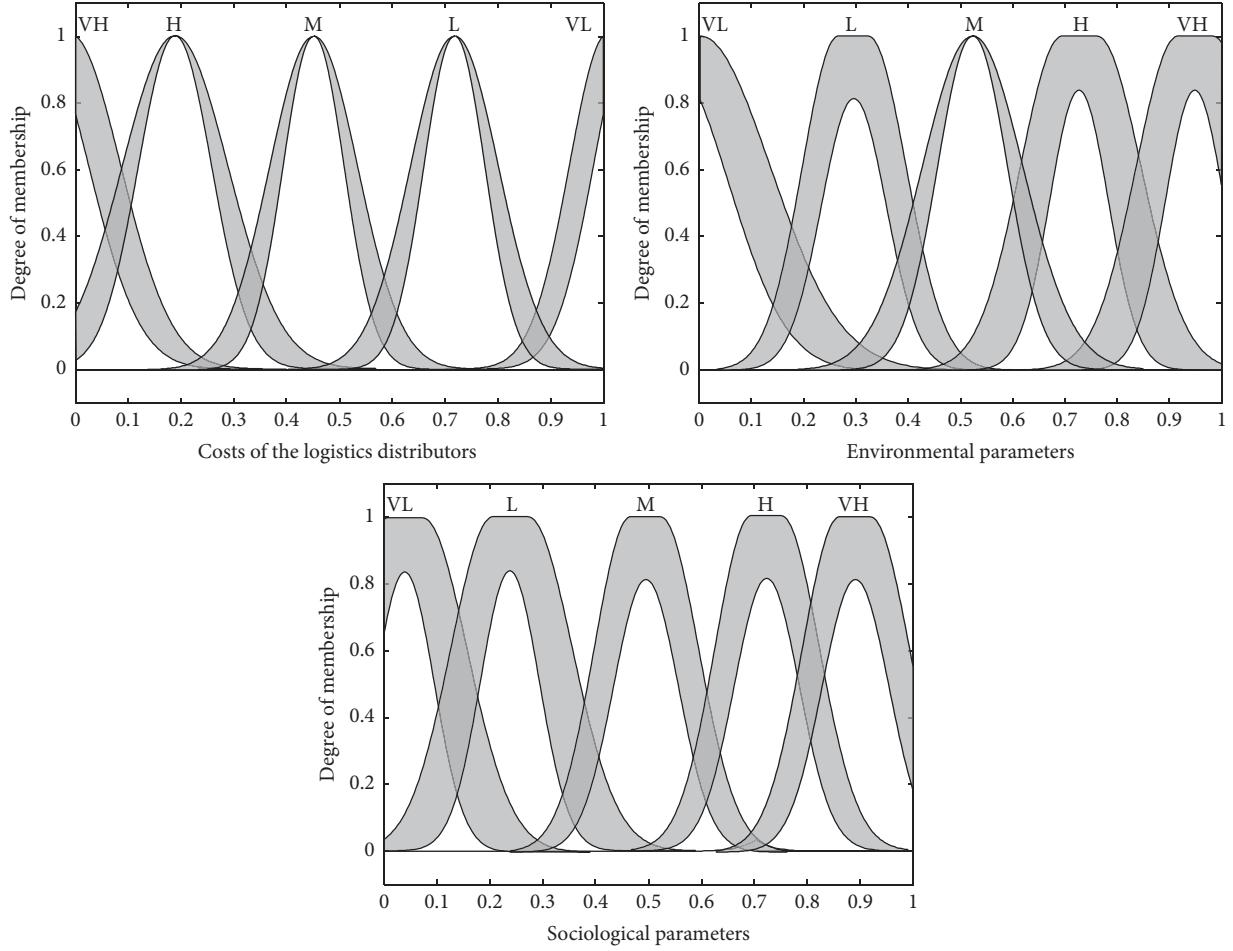 VH H M L VL
1
0.8
0.6
0.4
0.2
0
Degree of membership
0 0.1 0.2 0.3 0.4 0.5 0.6 0.7 0.8 0.9 1
Costs of the logistics distributors
VL L M H VH
1
0.8
0.6
0.4
0.2
0
Degree of membership
0 0.1 0.2 0.3 0.4 0.5 0.6 0.7 0.8 0.9 1
Environmental parameters
VL L M H VH
1
0.8
0.6
0.4
0.2
0
Degree of membership
0 0.1 0.2 0.3 0.4 0.5 0.6 0.7 0.8 0.9 1
Sociological parameters